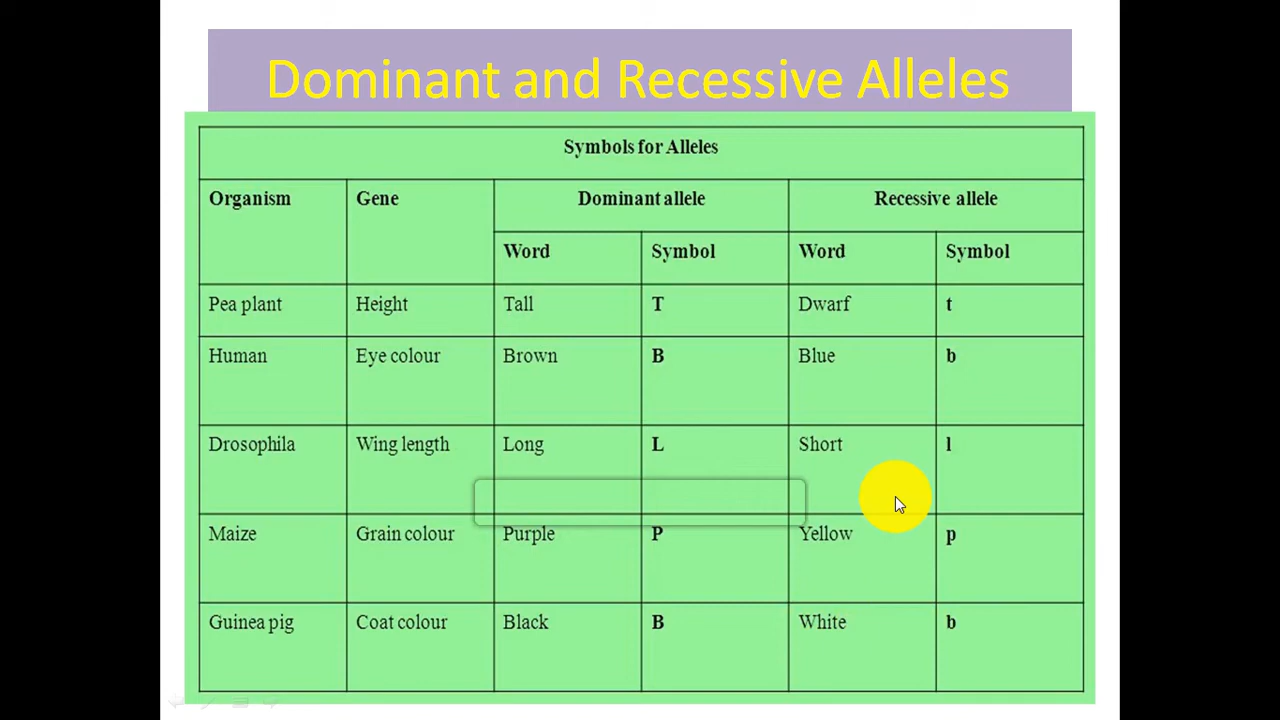 Dominant and Recessive Alleles
Symbols for Alleles
Organism Gene Dominant allele Recessive allele
Word Symbol Word Symbol
Pea plant Height Tall T Dwarf t
Human Eye colour Brown B Blue b
Drosophila Wing length Long L Short l
Maize Grain colour Purple P Yellow p
Guinea pig Coat colour Black B White b